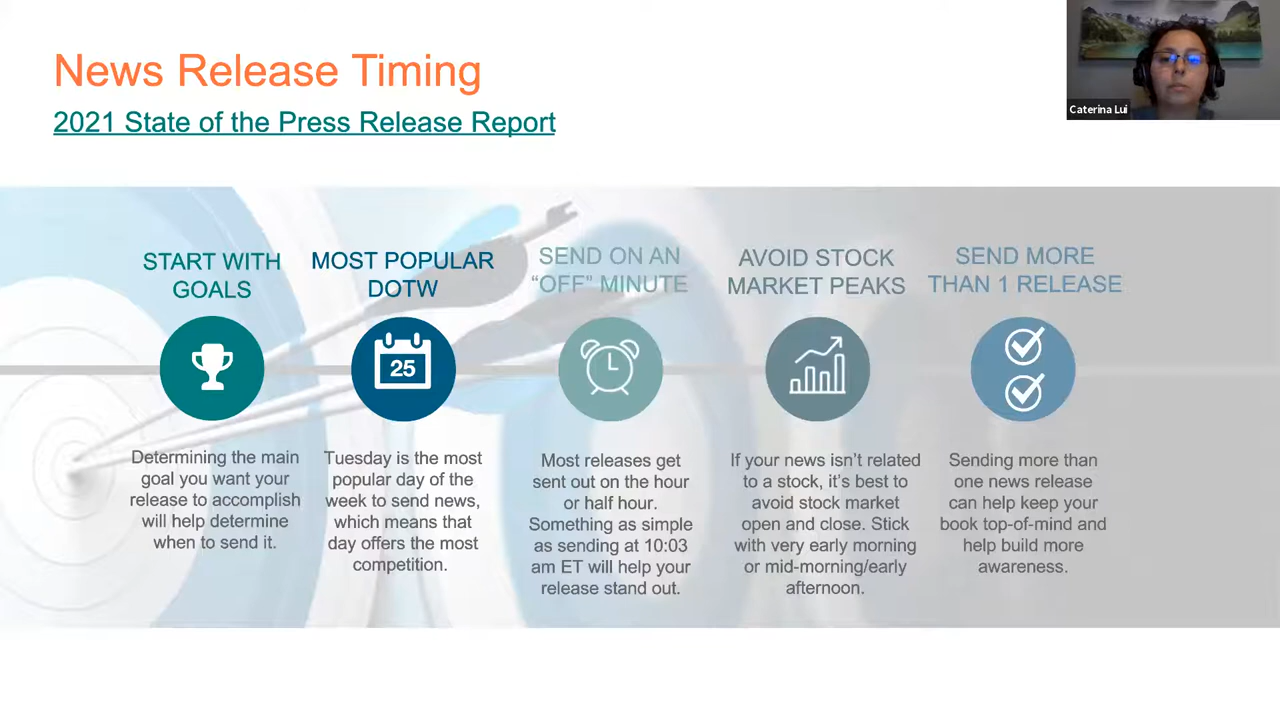 News Release Timing
2021 State of the Press Release Report
Caterina Lui
START WITH
GOALS
Determining the main
goal you want your
release to accomplish
will help determine
when to send it.
MOST POPULAR
DOTW
25
Tuesday is the most
popular day of the
week to send news,
which means that
day offers the most
competition.
SEND ON AN
“OFF” MINUTE
Most releases get
sent out on the hour
or half hour.
Something as simple
as sending at 10:03
am ET will help your
release stand out.
AVOID STOCK
MARKET PEAKS
If your news isn’t related
to a stock, it’s best to
avoid stock market
open and close. Stick
with very early morning
or mid-morning/early
afternoon.
SEND MORE
THAN 1 RELEASE
Sending more than
one news release
can help keep your
book top-of-mind and
help build more
awareness.